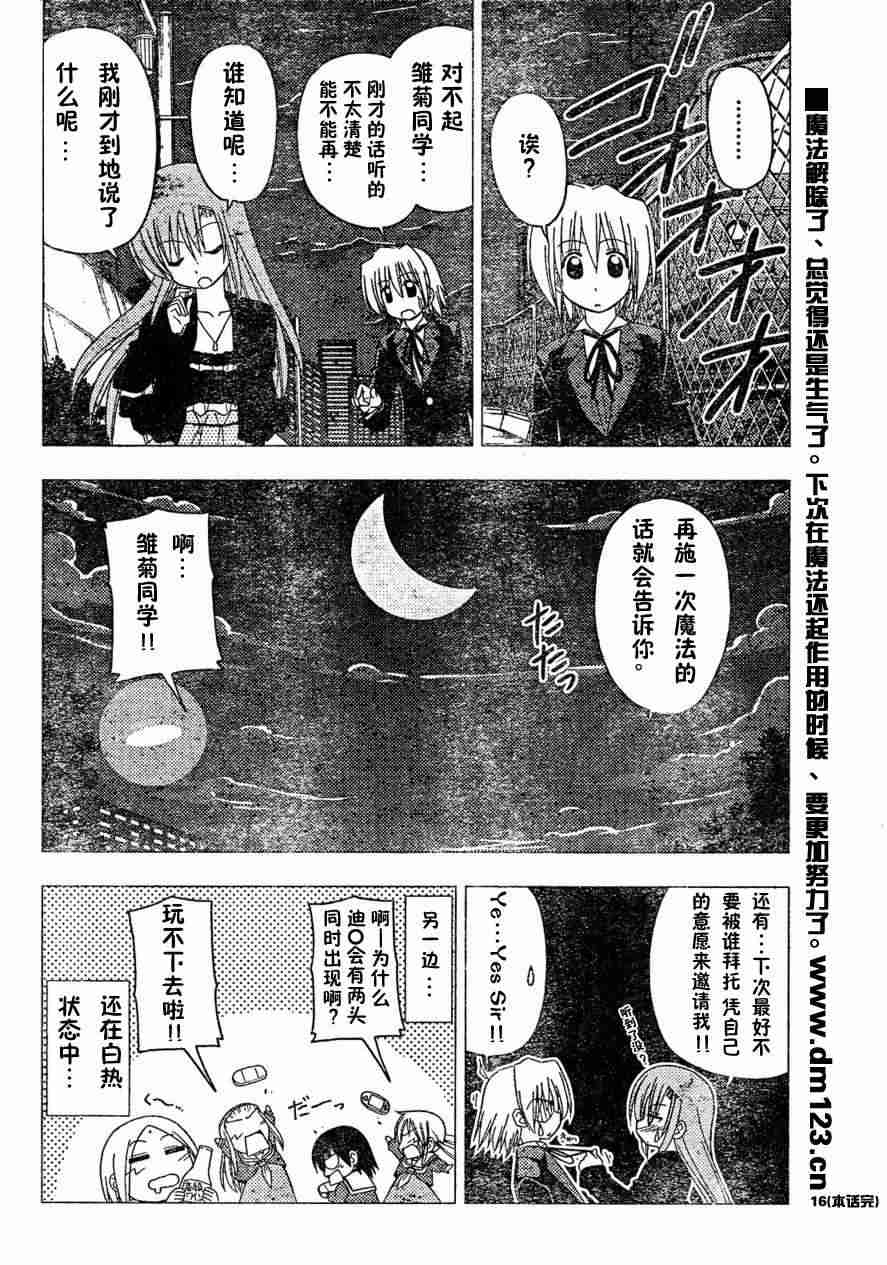 ………
诶？
对不起
雏菊同学…
刚才的话听的
不太清楚
能不能再…
谁知道呢…
我刚才到地说了
什么呢…
再施一次魔法的
话就会告诉你。
たたっ
啊…
雏菊同学!!
还有…下次最好不
要被谁拜托 凭自己
的意愿来邀请我!!
听到了没？
Ye…Yes Sir!!
另一边…
啊—为什么
迪〇会有两头
同时出现啊？
玩不下去啦!!
だーっ
还在白热
状态中…
■魔法解除了、总觉得还是生气了。下次在魔法还起作用的时候、要更加努力了。www.dm123.cn
16(本话完)